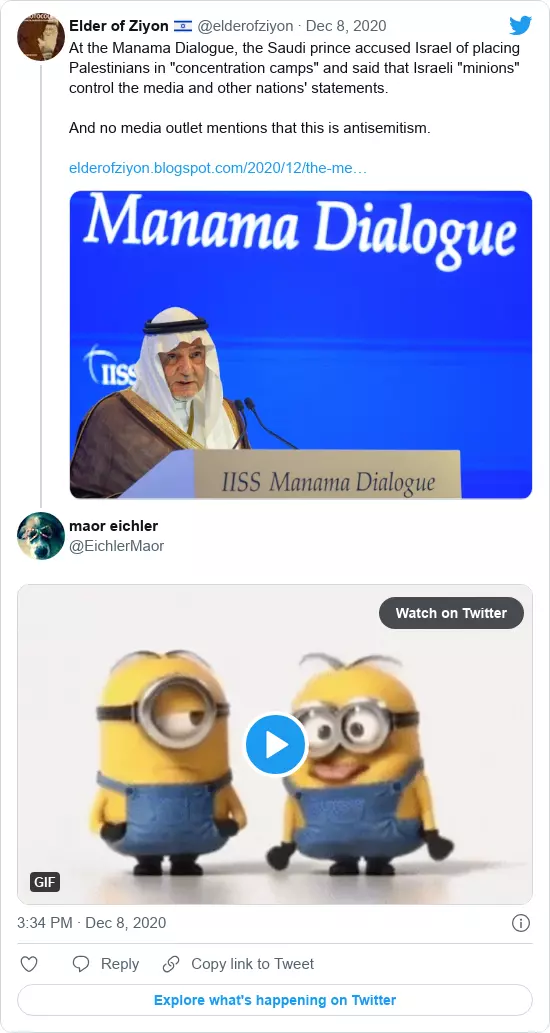 Elder of Ziyon 🇮🇱 @elderofziyon · Dec 8, 2020
At the Manama Dialogue, the Saudi prince accused Israel of placing
Palestinians in "concentration camps" and said that Israeli "minions"
control the media and other nations' statements.
And no media outlet mentions that this is antisemitism.
elderofziyon.blogspot.com/2020/12/the-me…
Manama Dialogue
IISS
IISS Manama Dialogue
maor eichler
@EichlerMaor
Watch on Twitter
GIF
3:34 PM · Dec 8, 2020
Reply
Copy link to Tweet
Explore what's happening on Twitter